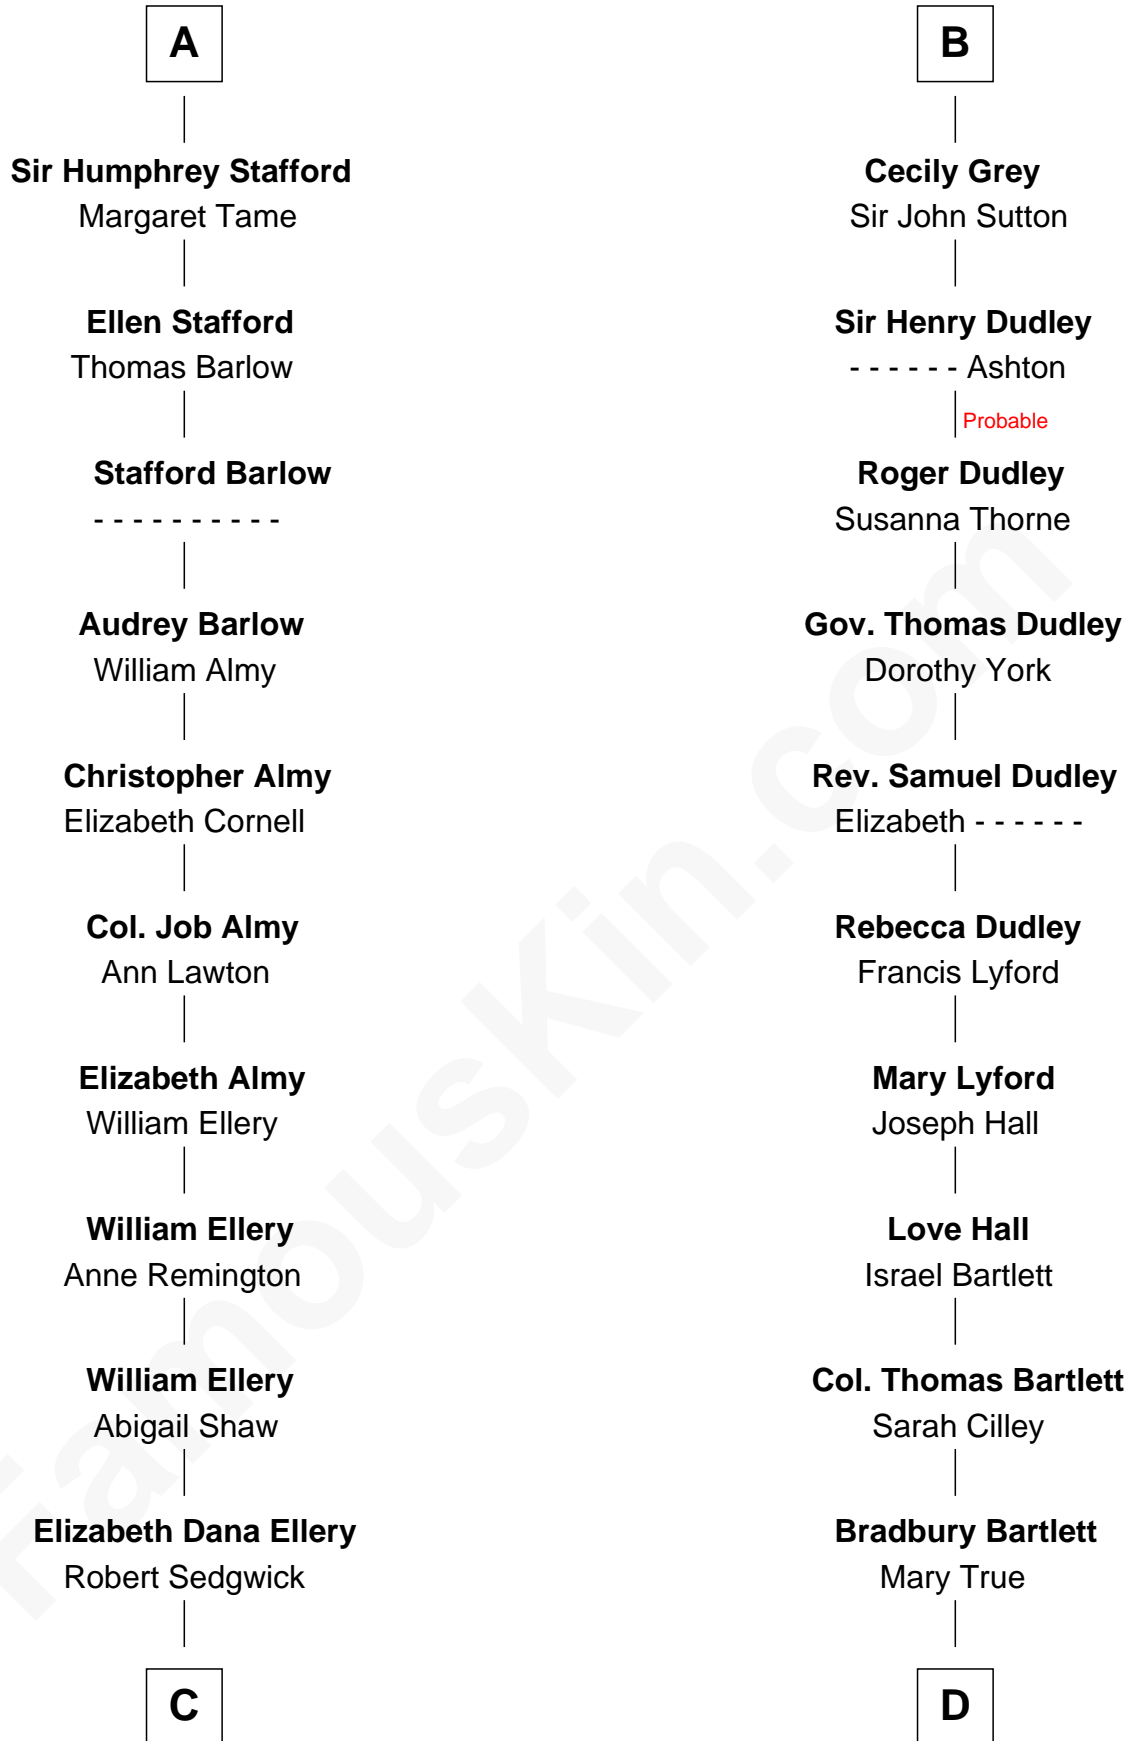 A
Sir Humphrey Stafford
Margaret Tame
Ellen Stafford
Thomas Barlow
Stafford Barlow
- - - - - - - - - -
Audrey Barlow
William Almy
Christopher Almy
Elizabeth Cornell
Col. Job Almy
Ann Lawton
Elizabeth Almy
William Ellery
William Ellery
Anne Remington
William Ellery
Abigail Shaw
Elizabeth Dana Ellery
Robert Sedgwick
C
B
Cecily Grey
Sir John Sutton
Sir Henry Dudley
- - - - - - Ashton
Probable
Roger Dudley
Susanna Thorne
Gov. Thomas Dudley
Dorothy York
Rev. Samuel Dudley
Elizabeth - - - - - -
Rebecca Dudley
Francis Lyford
Mary Lyford
Joseph Hall
Love Hall
Israel Bartlett
Col. Thomas Bartlett
Sarah Cilley
Bradbury Bartlett
Mary True
D
FamousKin.com